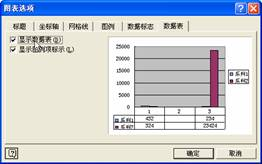 图表选项
标题 坐标轴 网格线 图例 数据标志 数据表
显示数据表(D)
显示图例项标示(L)
25000
20000
15000
10000
5000
0
1 2 3
系列1 432 234
系列2 324 23424
系列1
系列2
确定 取消